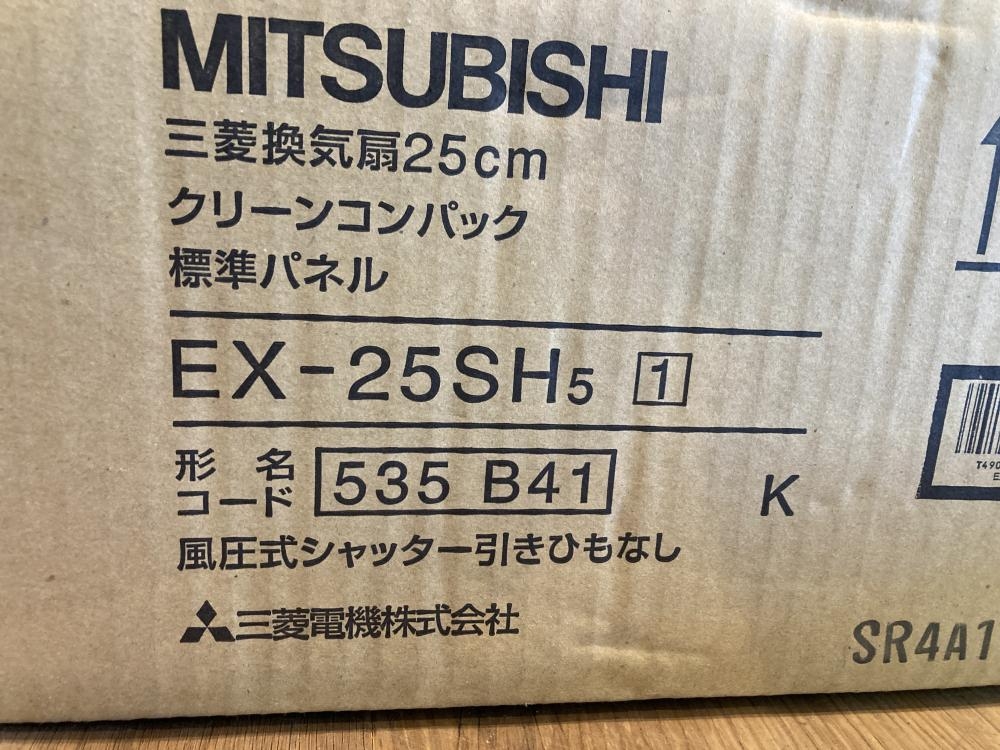 MITSUBISHI
三菱換気扇25cm
クリーンコンパック
標準パネル
EX-25SH5 1
形名コード 535 B41 K
風圧式シャッター引きひもなし
三菱電機株式会社
SR4A1
T490